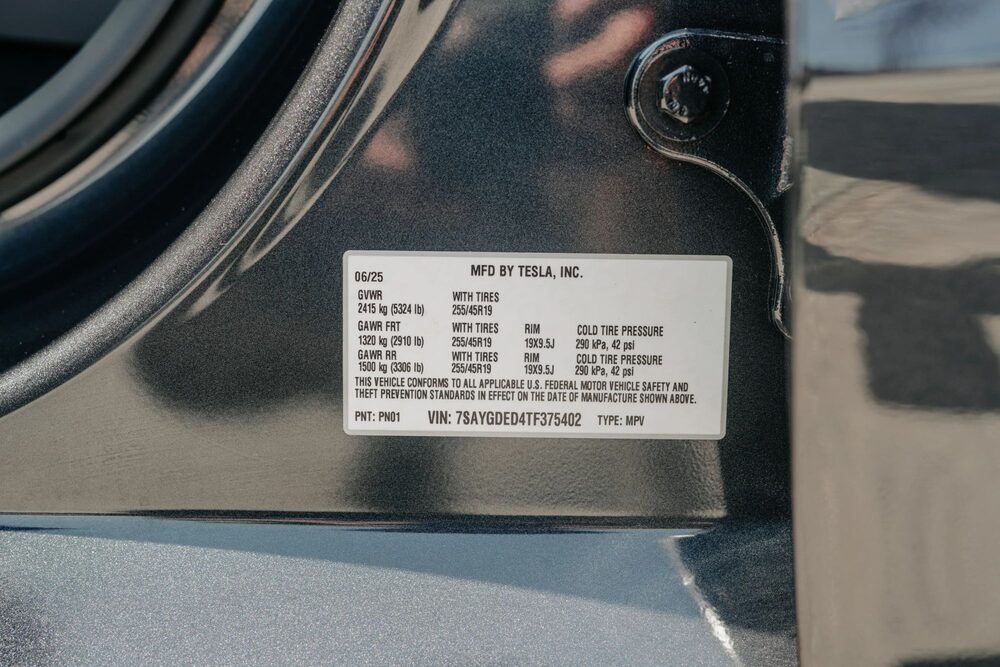 06/25 MFD BY TESLA, INC.
GVWR WITH TIRES
2415 kg (5324 lb) 255/45R19
GAWR FRT WITH TIRES RIM COLD TIRE PRESSURE
1320 kg (2910 lb) 255/45R19 19X9.5J 290 kPa, 42 psi
GAWR RR WITH TIRES RIM COLD TIRE PRESSURE
1500 kg (3306 lb) 255/45R19 19X9.5J 290 kPa, 42 psi
THIS VEHICLE CONFORMS TO ALL APPLICABLE U.S. FEDERAL MOTOR VEHICLE SAFETY AND
THEFT PREVENTION STANDARDS IN EFFECT ON THE DATE OF MANUFACTURE SHOWN ABOVE.
PNT: PN01 VIN: 7SAYGDED4TF375402 TYPE: MPV